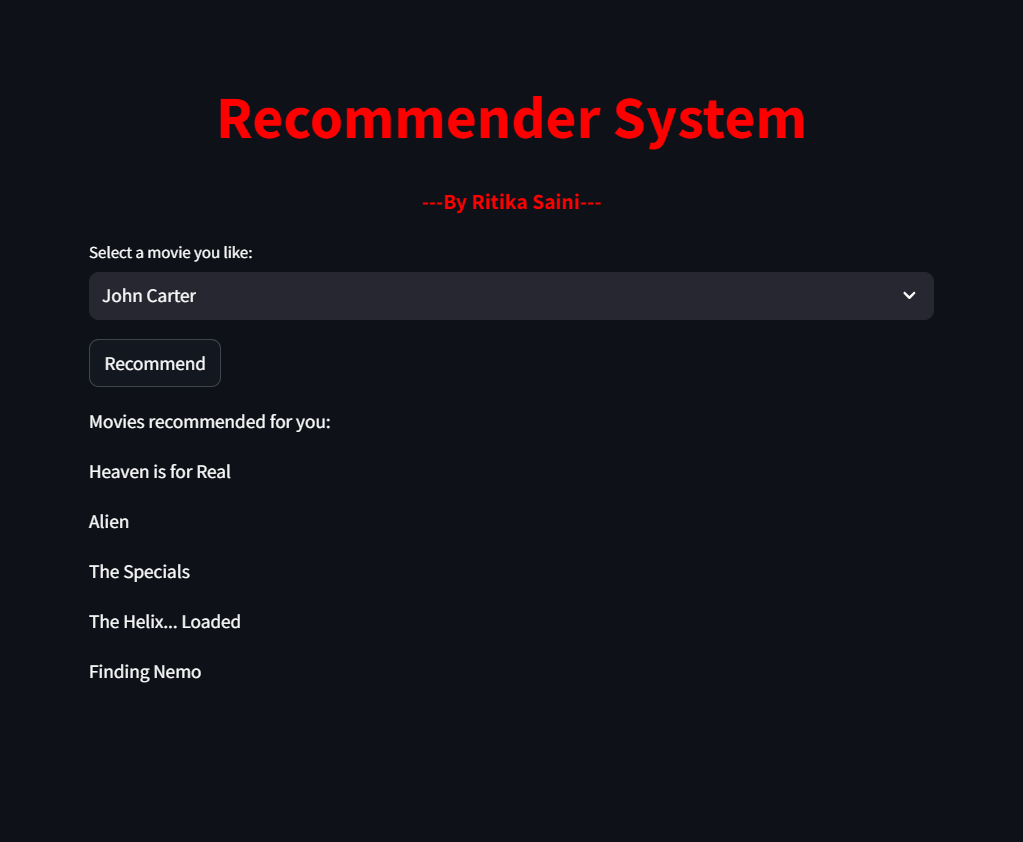 Recommender System
---By Ritika Saini---
Select a movie you like:
John Carter
Recommend
Movies recommended for you:
Heaven is for Real
Alien
The Specials
The Helix... Loaded
Finding Nemo